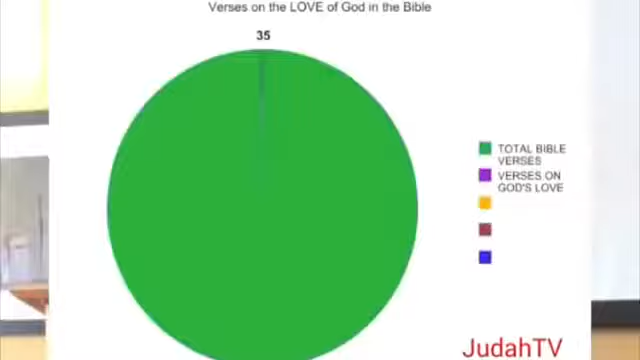 Verses on the LOVE of God in the Bible
35
TOTAL BIBLE
VERSES
VERSES ON
GOD'S LOVE
JudahTV